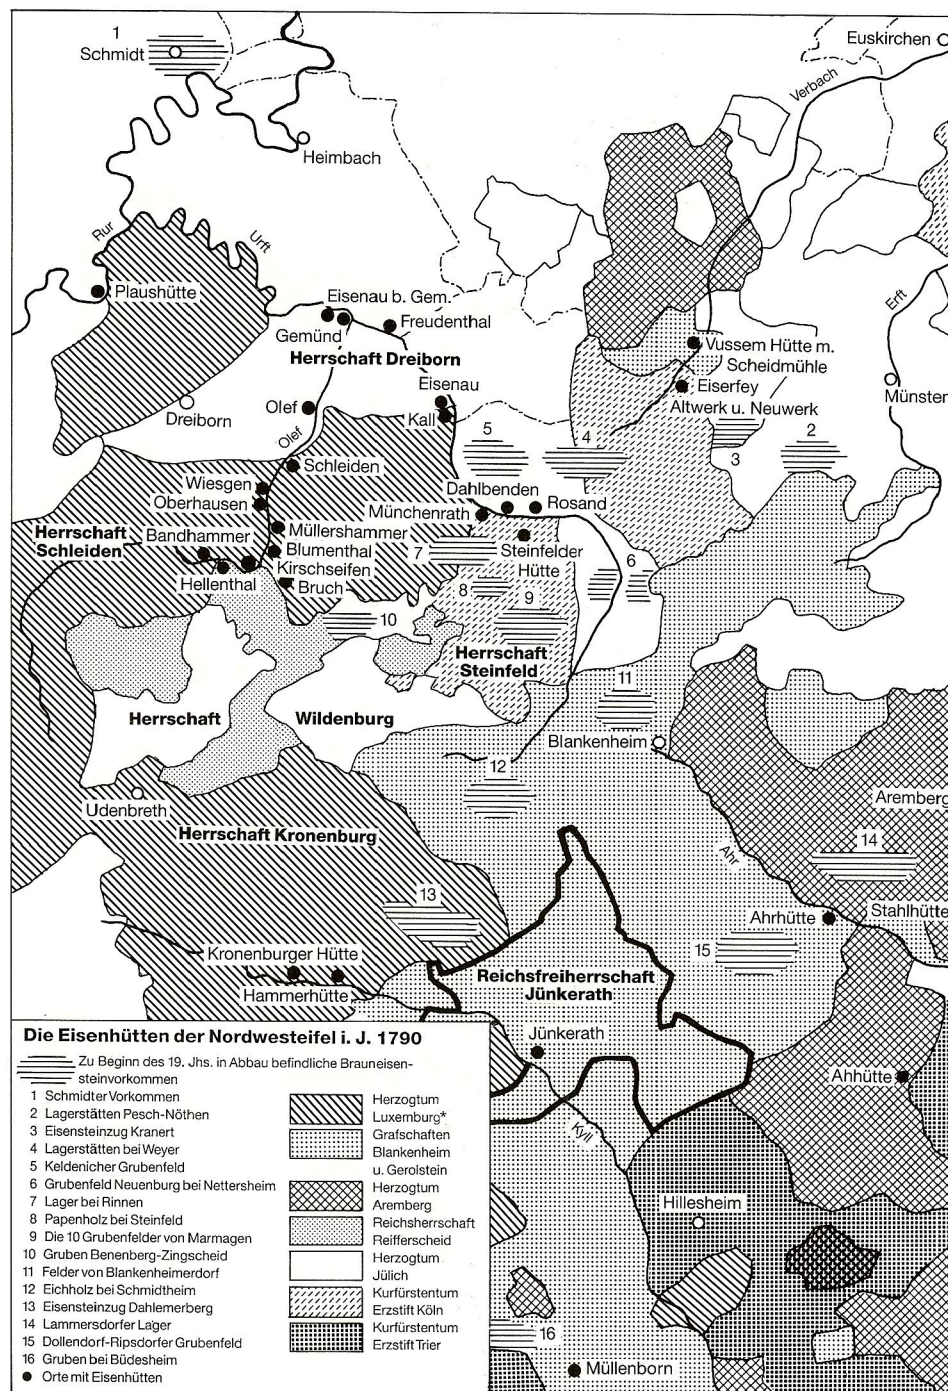 1
Schmidt
Euskirchen
Verbach
Heimbach
Rur
Urft
Erft
Plaushütte
Eisenau b. Gem.
Gemünd
Freudenthal
Herrschaft Dreiborn
Vussem Hütte m.
Scheidmühle
Eiserfey
Altwerk u. Neuwerk
Münster
Dreiborn
Olef
Olef
Eisenau
Kall
5
4
3
2
Schleiden
Wiesgen
Oberhausen
Dahlbenden
Rosand
Münchenrath
Herrschaft
Schleiden
Bandhammer
Müllershammer
Blumenthal
Kirschseifen
Bruch
Hellenthal
7
Steinfelder
Hütte
6
8
9
10
Herrschaft
Steinfeld
11
Herrschaft
Wildenburg
Blankenheim
12
Udenbreth
Aremberg
Herrschaft Kronenburg
Ahr
14
13
Ahrhütte
Stahlhütte
15
Kronenburger Hütte
Hammerhütte
Reichsfreiherrschaft
Jünkerath
Jünkerath
Ahhütte
Kyll
Hillesheim
16
Müllenborn
Die Eisenhütten der Nordwesteifel i. J. 1790
Zu Beginn des 19. Jhs. in Abbau befindliche Brauneisen-
steinvorkommen
1 Schmidter Vorkommen
2 Lagerstätten Pesch-Nöthen
3 Eisensteinzug Kranert
4 Lagerstätten bei Weyer
5 Keldenicher Grubenfeld
6 Grubenfeld Neuenburg bei Nettersheim
7 Lager bei Rinnen
8 Papenholz bei Steinfeld
9 Die 10 Grubenfelder von Marmagen
10 Gruben Benenberg-Zingscheid
11 Felder von Blankenheimerdorf
12 Eichholz bei Schmidtheim
13 Eisensteinzug Dahlemerberg
14 Lammersdorfer Lager
15 Dollendorf-Ripsdorfer Grubenfeld
16 Gruben bei Büdesheim
Orte mit Eisenhütten
Herzogtum
Luxemburg*
Grafschaften
Blankenheim
u. Gerolstein
Herzogtum
Aremberg
Reichsherrschaft
Reifferscheid
Herzogtum
Jülich
Kurfürstentum
Erzstift Köln
Kurfürstentum
Erzstift Trier